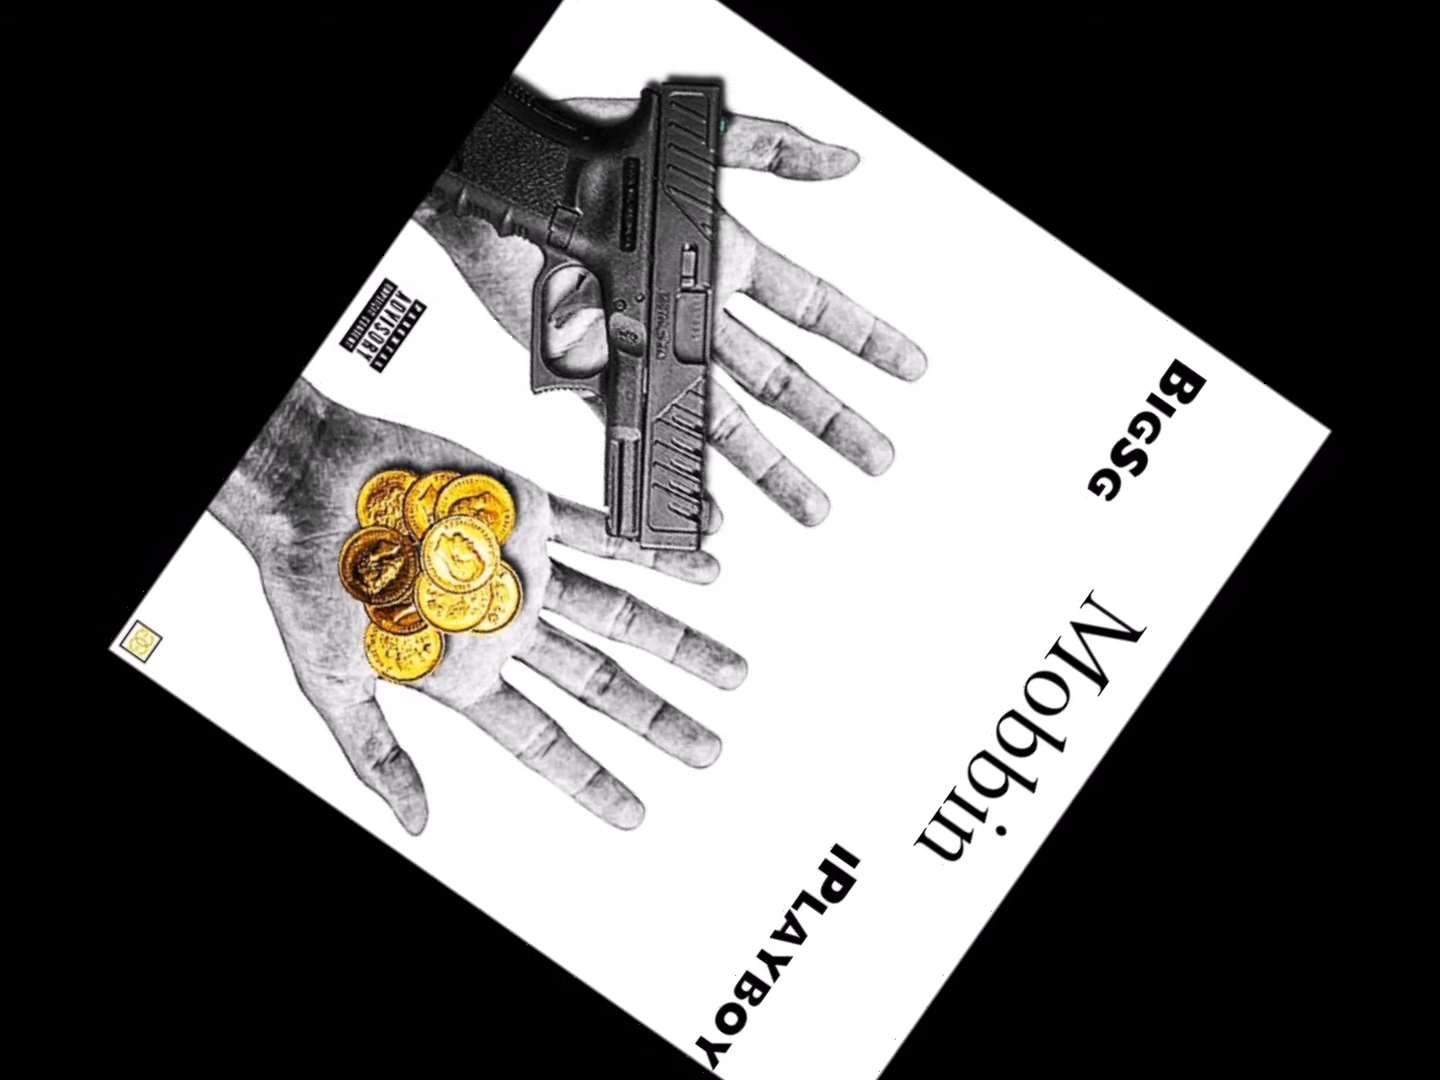 Mobbin
BIGSG
IPLAYBOY
PARENTAL
ADVISORY
EXPLICIT CONTENT